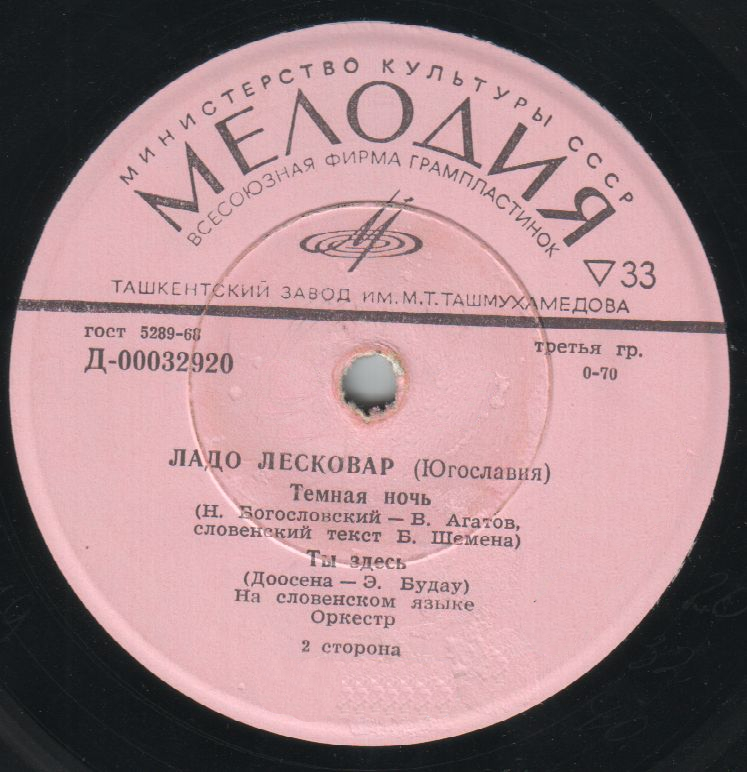 МИНИСТЕРСТВО КУЛЬТУРЫ СССР
МЕЛОДИЯ
ВСЕСОЮЗНАЯ ФИРМА ГРАМПЛАСТИНОК
33
ТАШКЕНТСКИЙ ЗАВОД ИМ. М.Т. ТАШМУХАМЕДОВА
гост 5289-68
Д-00032920
третья гр.
0-70
ЛАДО ЛЕСКОВАР (Югославия)
Темная ночь
(Н. Богословский — В. Агатов,
словенский текст Б. Шемена)
Ты здесь
(Доосена — Э. Будау)
На словенском языке
Оркестр
2 сторона